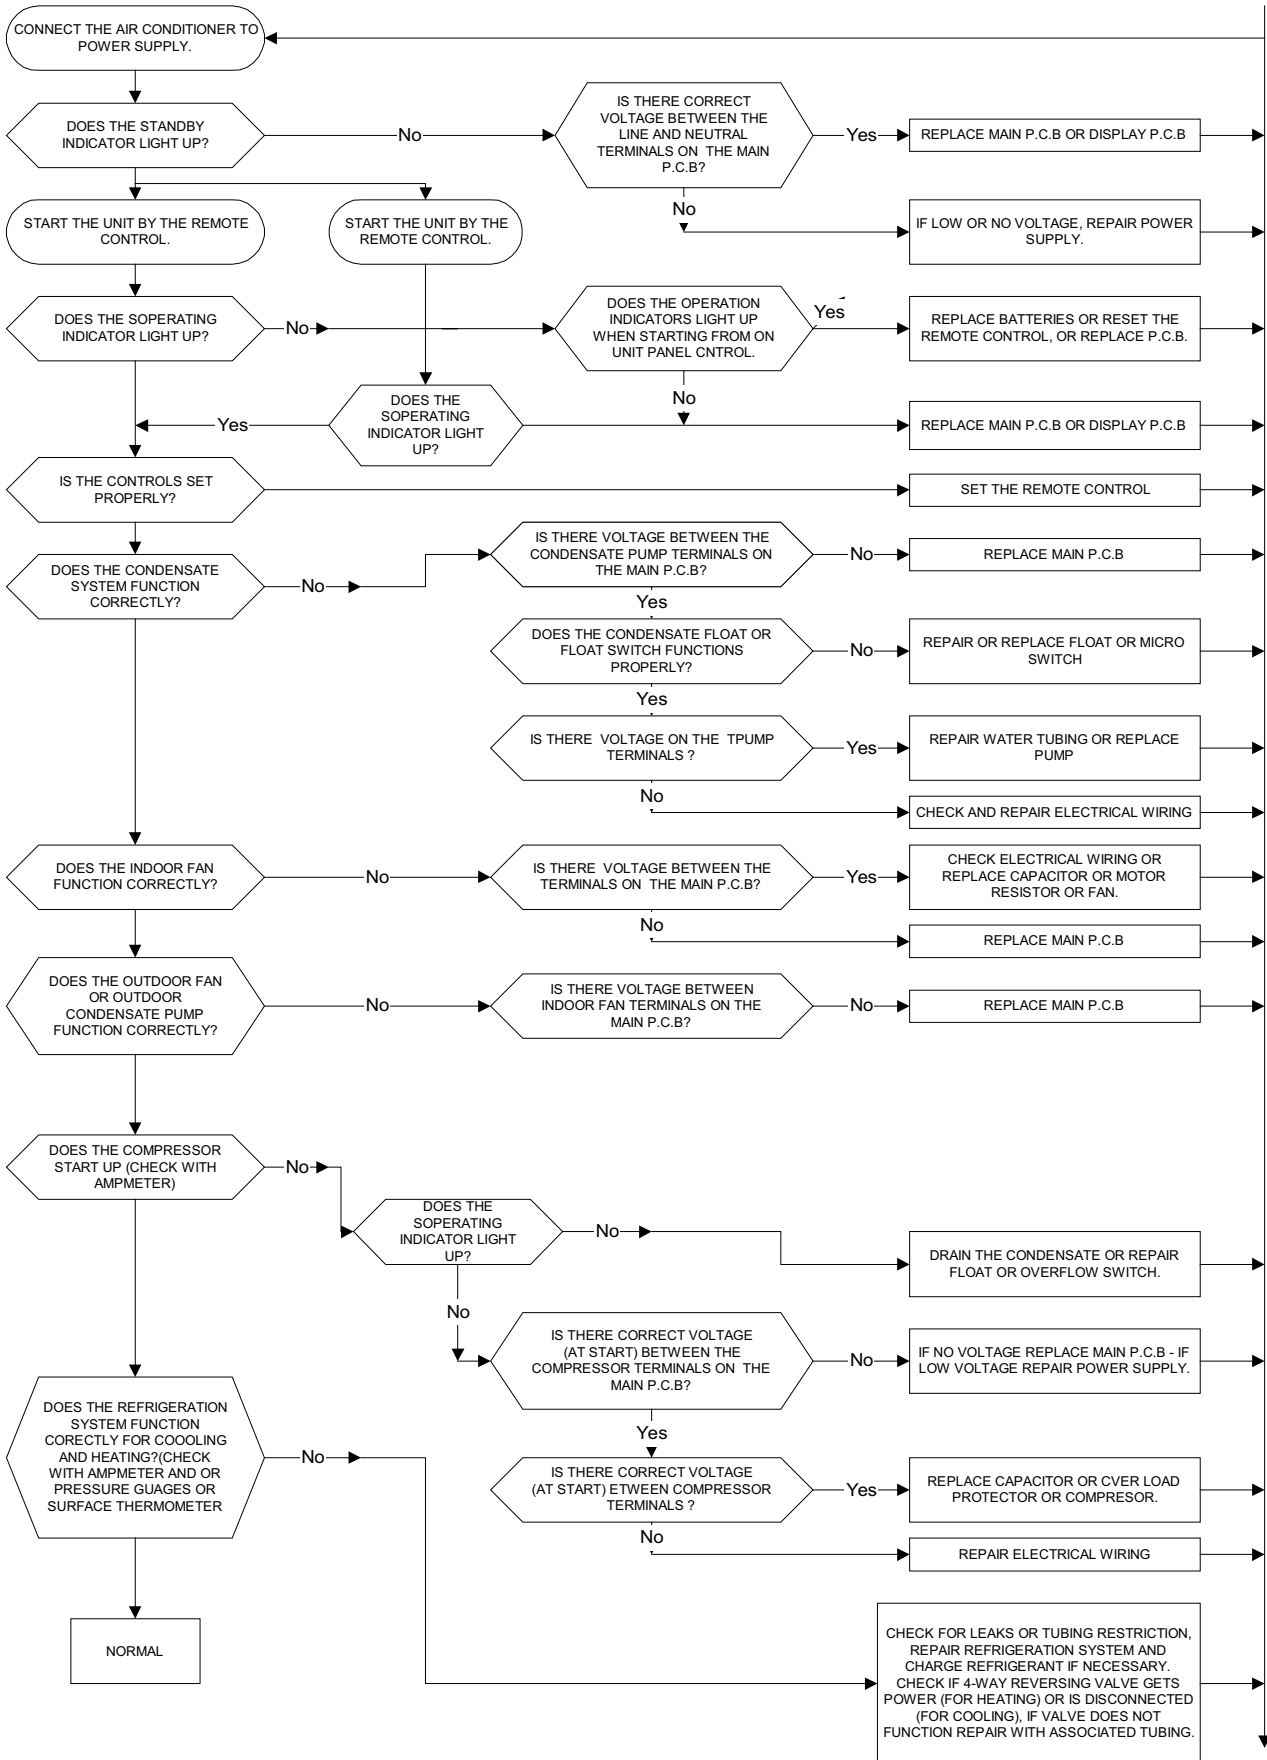 CONNECT THE AIR CONDITIONER TO
POWER SUPPLY.
DOES THE STANDBY
INDICATOR LIGHT UP?
No
IS THERE CORRECT
VOLTAGE BETWEEN THE
LINE AND NEUTRAL
TERMINALS ON THE MAIN
P.C.B?
Yes
REPLACE MAIN P.C.B OR DISPLAY P.C.B
No
IF LOW OR NO VOLTAGE, REPAIR POWER
SUPPLY.
START THE UNIT BY THE REMOTE
CONTROL.
START THE UNIT BY THE
REMOTE CONTROL.
DOES THE SOPERATING
INDICATOR LIGHT UP?
No
DOES THE OPERATION
INDICATORS LIGHT UP
WHEN STARTING FROM ON
UNIT PANEL CNTROL.
Yes
REPLACE BATTERIES OR RESET THE
REMOTE CONTROL, OR REPLACE P.C.B.
No
DOES THE
SOPERATING
INDICATOR LIGHT
UP?
Yes
REPLACE MAIN P.C.B OR DISPLAY P.C.B
IS THE CONTROLS SET
PROPERLY?
SET THE REMOTE CONTROL
DOES THE CONDENSATE
SYSTEM FUNCTION
CORRECTLY?
No
IS THERE VOLTAGE BETWEEN THE
CONDENSATE PUMP TERMINALS ON
THE MAIN P.C.B?
No
REPLACE MAIN P.C.B
Yes
DOES THE CONDENSATE FLOAT OR
FLOAT SWITCH FUNCTIONS
PROPERLY?
No
REPAIR OR REPLACE FLOAT OR MICRO
SWITCH
Yes
IS THERE VOLTAGE ON THE TPUMP
TERMINALS ?
Yes
REPAIR WATER TUBING OR REPLACE
PUMP
No
CHECK AND REPAIR ELECTRICAL WIRING
DOES THE INDOOR FAN
FUNCTION CORRECTLY?
No
IS THERE VOLTAGE BETWEEN THE
TERMINALS ON THE MAIN P.C.B?
Yes
CHECK ELECTRICAL WIRING OR
REPLACE CAPACITOR OR MOTOR
RESISTOR OR FAN.
No
REPLACE MAIN P.C.B
DOES THE OUTDOOR FAN
OR OUTDOOR
CONDENSATE PUMP
FUNCTION CORRECTLY?
No
IS THERE VOLTAGE BETWEEN
INDOOR FAN TERMINALS ON THE
MAIN P.C.B?
No
REPLACE MAIN P.C.B
DOES THE COMPRESSOR
START UP (CHECK WITH
AMPMETER)
No
DOES THE
SOPERATING
INDICATOR LIGHT
UP?
No
DRAIN THE CONDENSATE OR REPAIR
FLOAT OR OVERFLOW SWITCH.
No
IS THERE CORRECT VOLTAGE
(AT START) BETWEEN THE
COMPRESSOR TERMINALS ON THE
MAIN P.C.B?
No
IF NO VOLTAGE REPLACE MAIN P.C.B - IF
LOW VOLTAGE REPAIR POWER SUPPLY.
Yes
DOES THE REFRIGERATION
SYSTEM FUNCTION
CORECTLY FOR COOOLING
AND HEATING?(CHECK
WITH AMPMETER AND OR
PRESSURE GUAGES OR
SURFACE THERMOMETER
No
IS THERE CORRECT VOLTAGE
(AT START) ETWEEN COMPRESSOR
TERMINALS ?
Yes
REPLACE CAPACITOR OR CVER LOAD
PROTECTOR OR COMPRESOR.
No
REPAIR ELECTRICAL WIRING
NORMAL
CHECK FOR LEAKS OR TUBING RESTRICTION,
REPAIR REFRIGERATION SYSTEM AND
CHARGE REFRIGERANT IF NECESSARY.
CHECK IF 4-WAY REVERSING VALVE GETS
POWER (FOR HEATING) OR IS DISCONNECTED
(FOR COOLING), IF VALVE DOES NOT
FUNCTION REPAIR WITH ASSOCIATED TUBING.